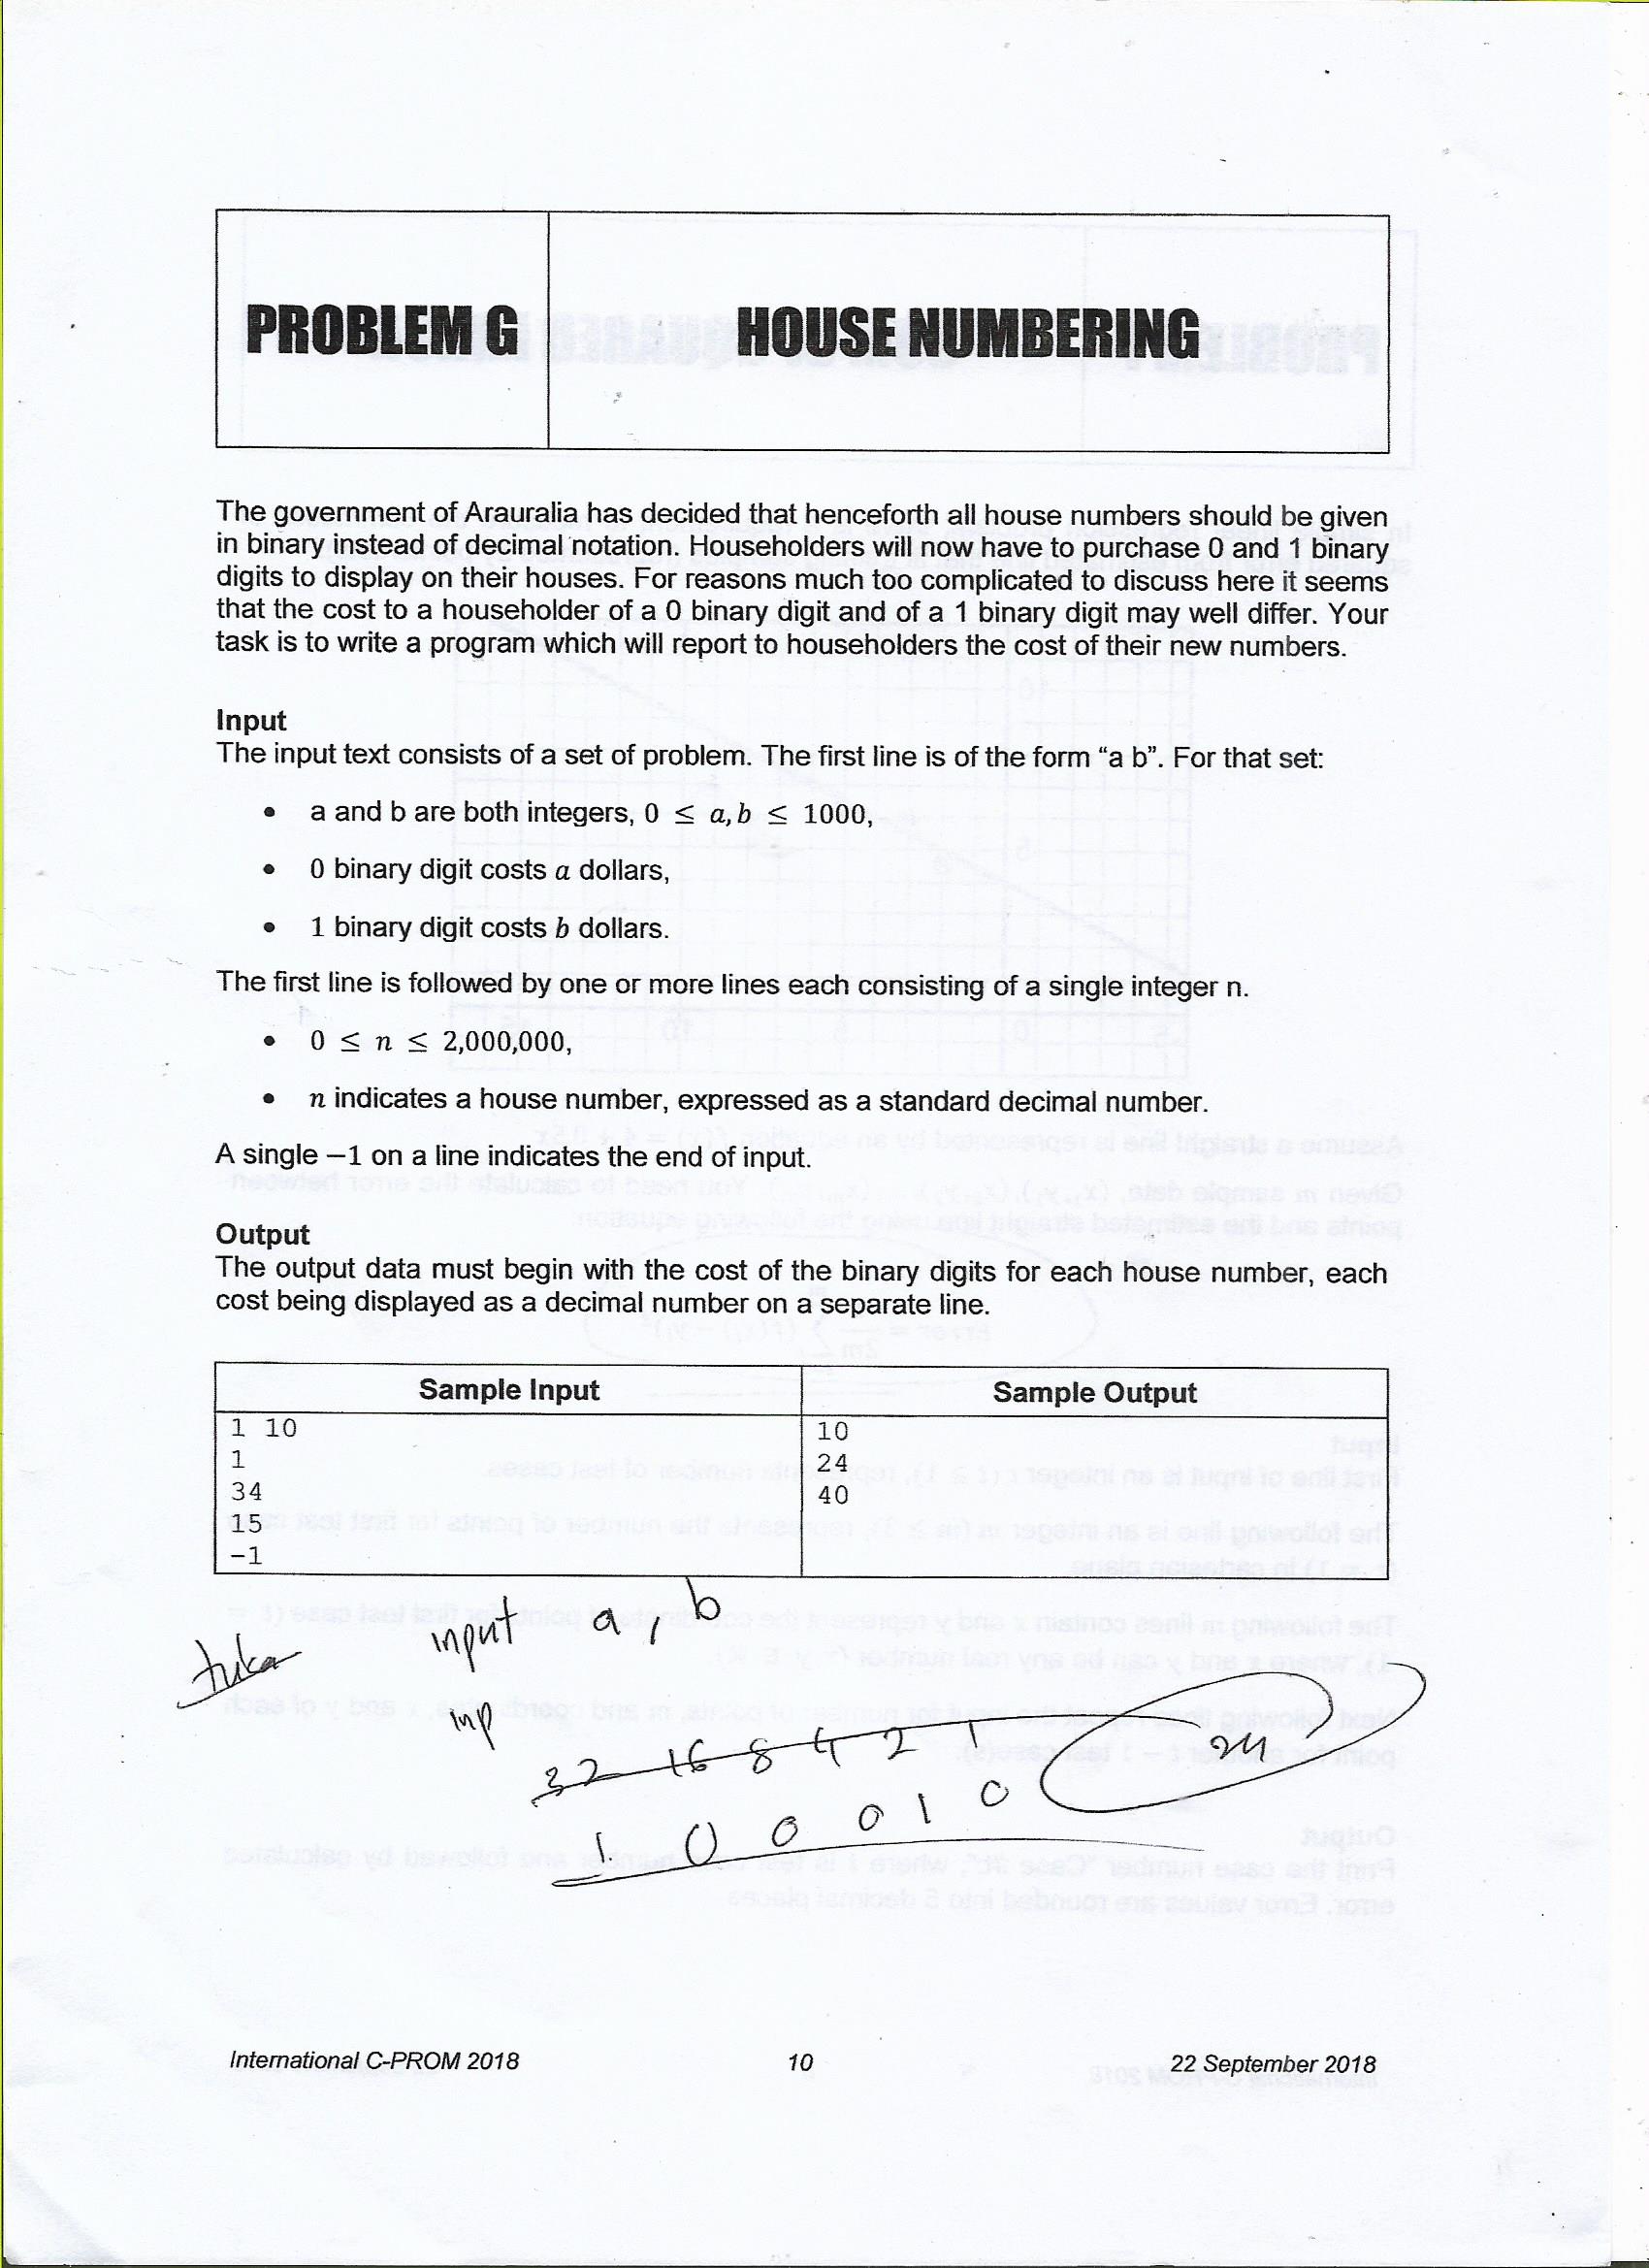 PROBLEM G
HOUSE NUMBERING
The government of Arauralia has decided that henceforth all house numbers should be given
in binary instead of decimal notation. Householders will now have to purchase 0 and 1 binary
digits to display on their houses. For reasons much too complicated to discuss here it seems
that the cost to a householder of a 0 binary digit and of a 1 binary digit may well differ. Your
task is to write a program which will report to householders the cost of their new numbers.
Input
The input text consists of a set of problem. The first line is of the form “a b”. For that set:
• a and b are both integers, 0 ≤ a, b ≤ 1000,
• 0 binary digit costs a dollars,
• 1 binary digit costs b dollars.
The first line is followed by one or more lines each consisting of a single integer n.
• 0 ≤ n ≤ 2,000,000,
• n indicates a house number, expressed as a standard decimal number.
A single −1 on a line indicates the end of input.
Output
The output data must begin with the cost of the binary digits for each house number, each
cost being displayed as a decimal number on a separate line.
Sample Input
1 10
1
34
15
-1
Sample Output
10
24
40
input a, b
inp
32 16 8 4 2 1
24
1 0 0 0 1 0
International C-PROM 2018
10
22 September 2018